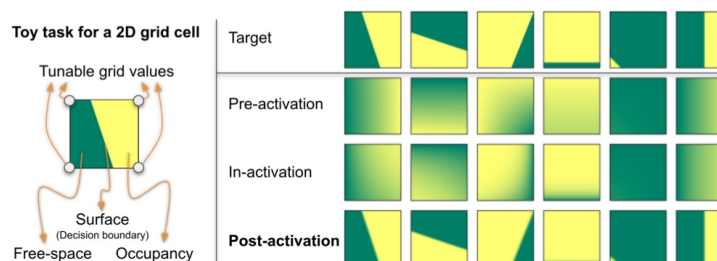 Toy task for a 2D grid cell
Tunable grid values
Surface
(Decision boundary)
Free-space
Occupancy
Target
Pre-activation
In-activation
Post-activation